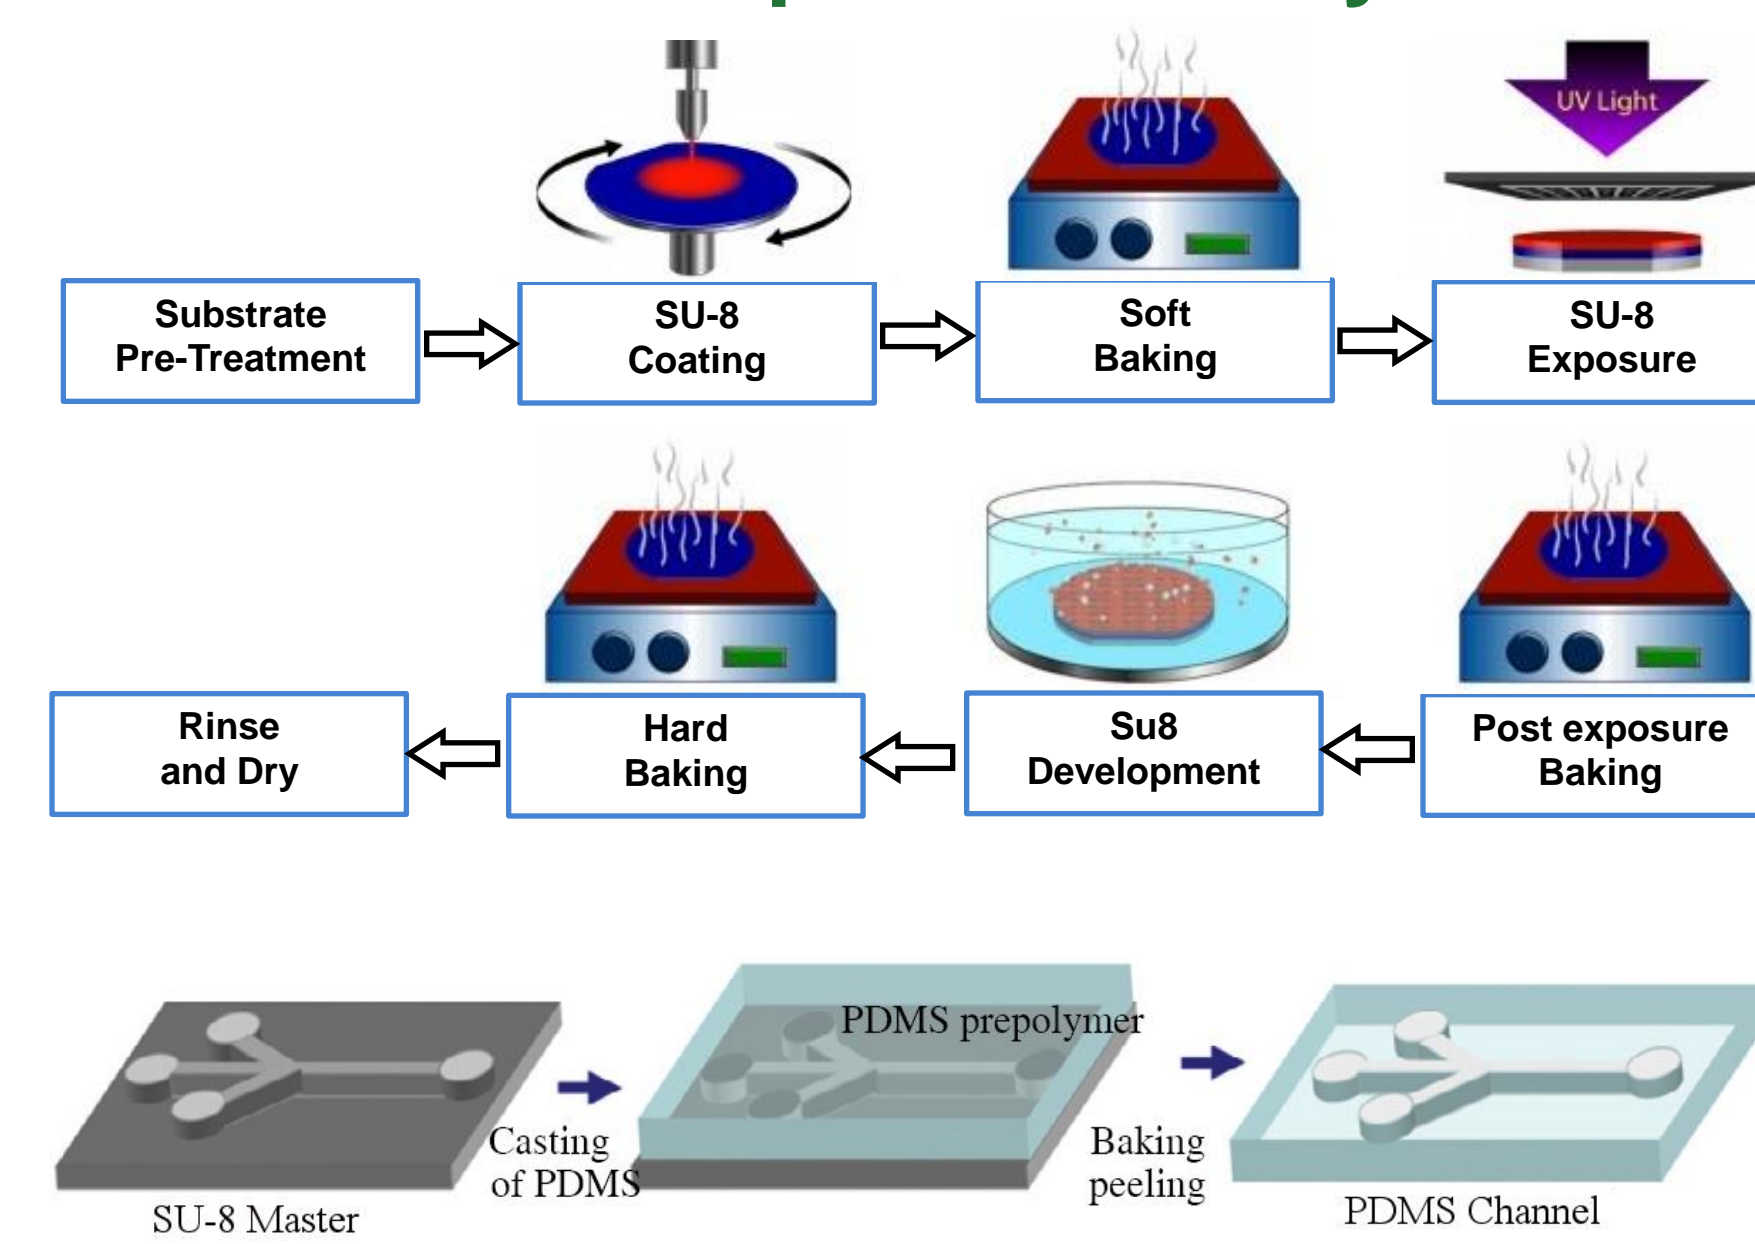 UV Light
Substrate
Pre-Treatment
SU-8
Coating
Soft
Baking
SU-8
Exposure
Rinse
and Dry
Hard
Baking
Su8
Development
Post exposure
Baking
PDMS prepolymer
Casting
of PDMS
Baking
peeling
SU-8 Master
PDMS Channel